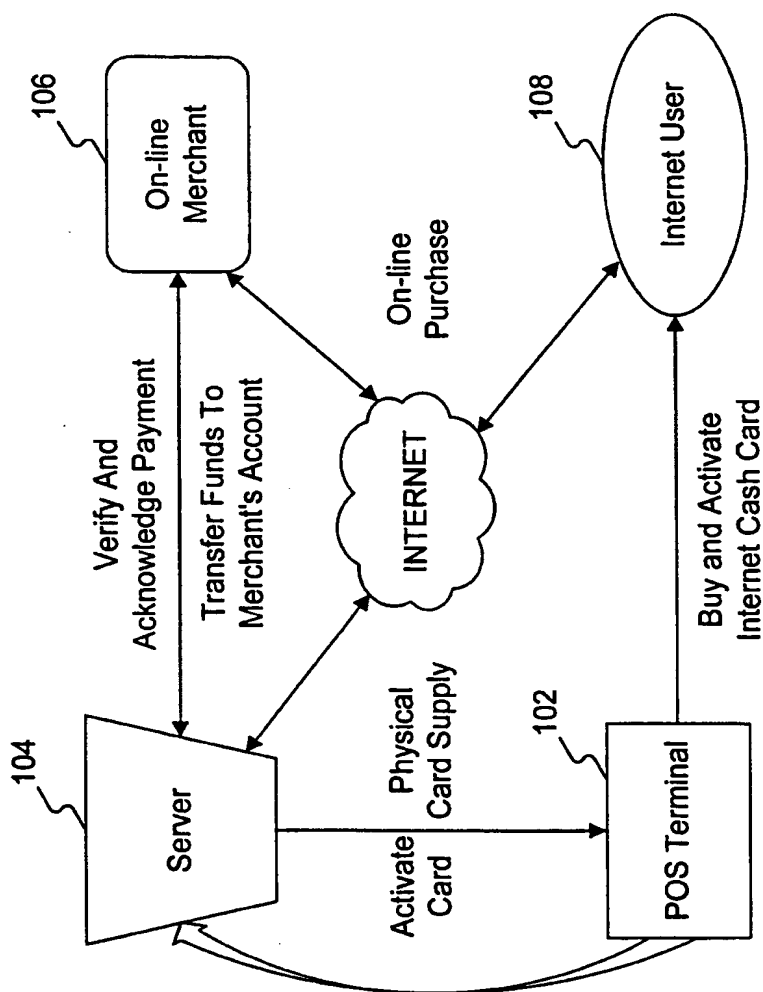 104
Server
Verify And
Acknowledge Payment
Transfer Funds To
Merchant's Account
106
On-line
Merchant
Activate
Card
Physical
Card Supply
INTERNET
On-line
Purchase
102
POS Terminal
Buy and Activate
Internet Cash Card
108
Internet User